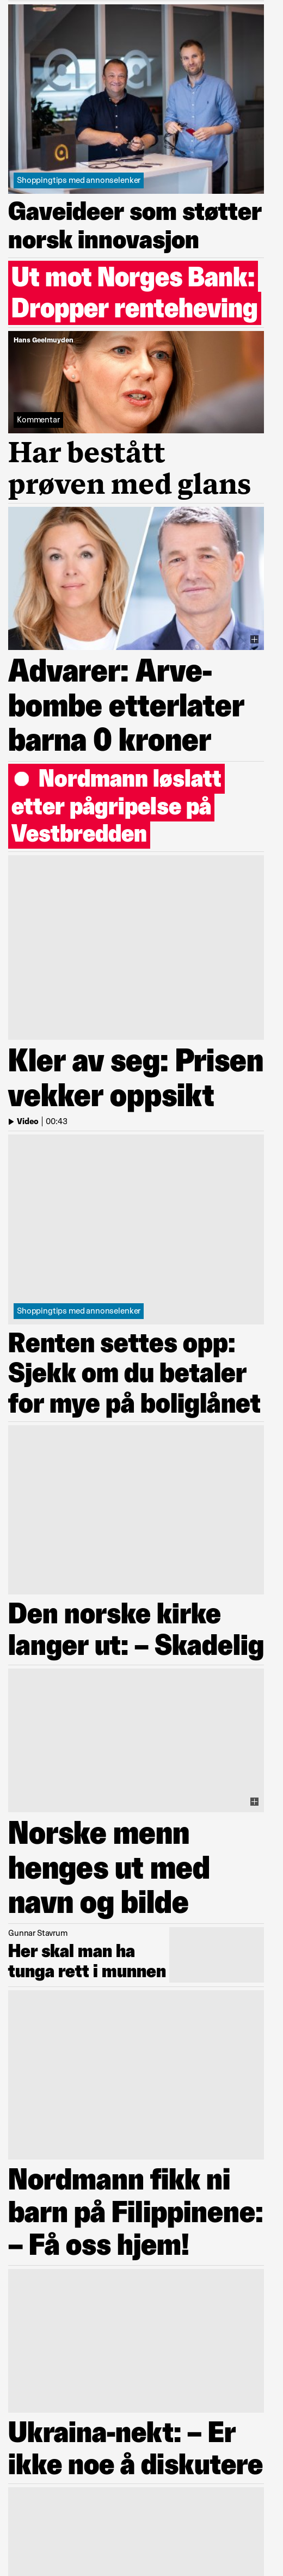 Shoppingtips med annonselenker
Gaveideer som støtter
norsk innovasjon
Ut mot Norges Bank:
Dropper renteheving
Hans Geelmuyden
Kommentar
Har bestått
prøven med glans
Advarer: Arve-
bombe etterlater
barna 0 kroner
Nordmann løslatt
etter pågripelse på
Vestbredden
Kler av seg: Prisen
vekker oppsikt
Video | 00:43
Shoppingtips med annonselenker
Renten settes opp:
Sjekk om du betaler
for mye på boliglånet
Den norske kirke
langer ut: – Skadelig
Norske menn
henges ut med
navn og bilde
Gunnar Stavrum
Her skal man ha
tunga rett i munnen
Nordmann fikk ni
barn på Filippinene:
– Få oss hjem!
Ukraina-nekt: – Er
ikke noe å diskutere